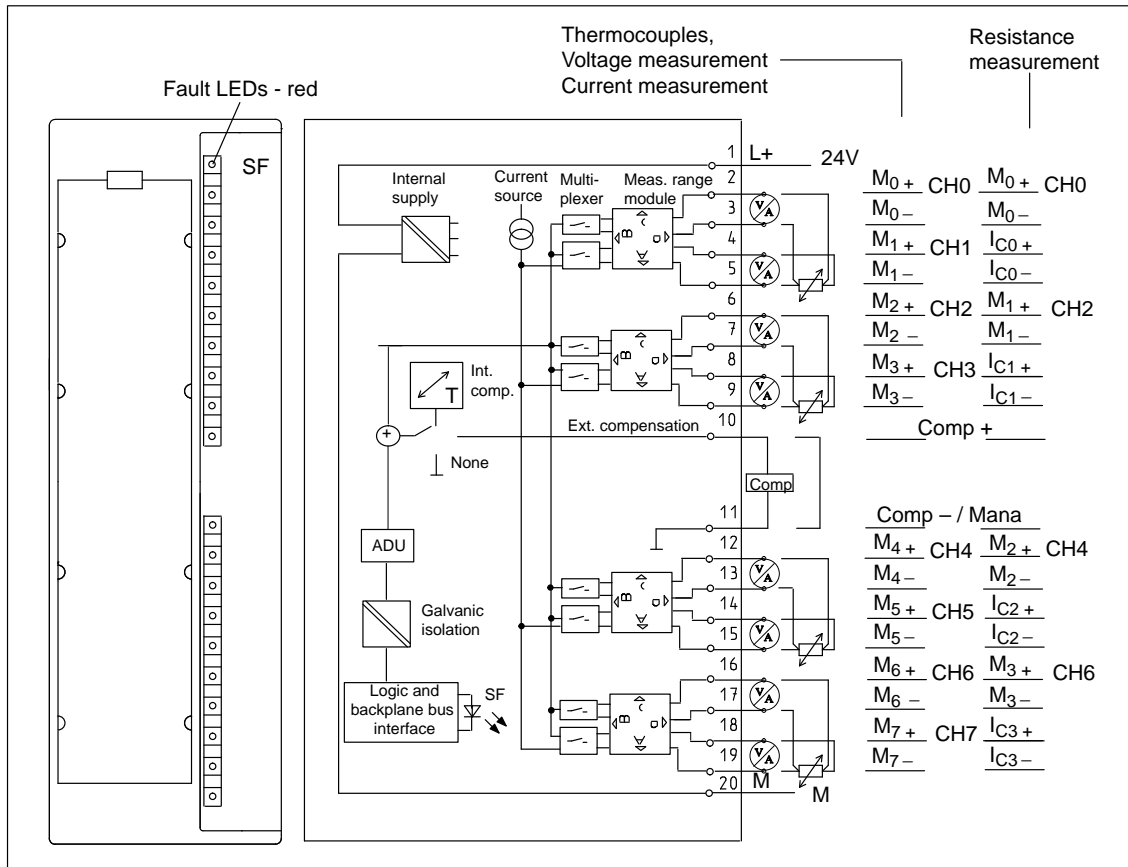 Thermocouples,
Voltage measurement
Current measurement
Resistance
measurement
Fault LEDs - red
SF
Internal
supply
Current
source
Multi-
plexer
Meas. range
module
1 L+ 24V
2
3
4
5
6
7
8
9
10
11
12
13
14
15
16
17
18
19
20
A
B
C
D
A
B
C
D
A
B
C
D
A
B
C
D
V A
V A
V A
V A
V A
V A
V A
V A
Int.
comp.
T
+
None
Ext. compensation
Comp
ADU
Galvanic
isolation
Logic and
backplane bus
interface
SF
M
M
M0 + CH0 M0 + CH0
M0 – M0 –
M1 + CH1 IC0 +
M1 – IC0 –
M2 + CH2 M1 + CH2
M2 – M1 –
M3 + CH3 IC1 +
M3 – IC1 –
Comp +
Comp – / Mana
M4 + CH4 M2 + CH4
M4 – M2 –
M5 + CH5 IC2 +
M5 – IC2 –
M6 + CH6 M3 + CH6
M6 – M3 –
M7 + CH7 IC3 +
M7 – IC3 –